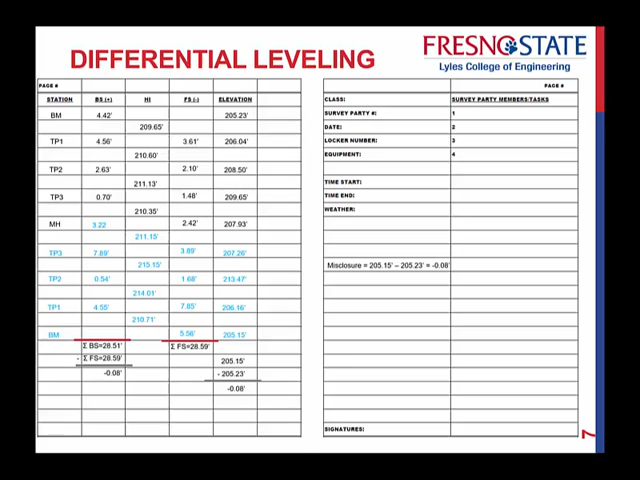 DIFFERENTIAL LEVELING
FRESNO STATE
Lyles College of Engineering
PAGE #
STATION BS (+) HI FS (-) ELEVATION
BM 4.42' 205.23'
209.65'
TP1 4.56' 3.61' 206.04'
210.60'
TP2 2.63' 2.10' 208.50'
211.13'
TP3 0.70' 1.48' 209.65'
210.35'
MH 3.22 2.42' 207.93'
211.15'
TP3 7.89' 3.89' 207.26'
215.15'
TP2 0.54' 1.68' 213.47'
214.01'
TP1 4.55' 7.85' 206.16'
210.71'
BM 5.56' 205.15'
Σ BS=28.51' Σ FS=28.59'
- Σ FS=28.59' 205.15'
-0.08' - 205.23'
-0.08'
PAGE #
CLASS: SURVEY PARTY MEMBERS/TASKS
SURVEY PARTY #: 1
DATE: 2
LOCKER NUMBER: 3
EQUIPMENT: 4
TIME START:
TIME END:
WEATHER:
Misclosure = 205.15' – 205.23' = -0.08'
SIGNATURES:
7